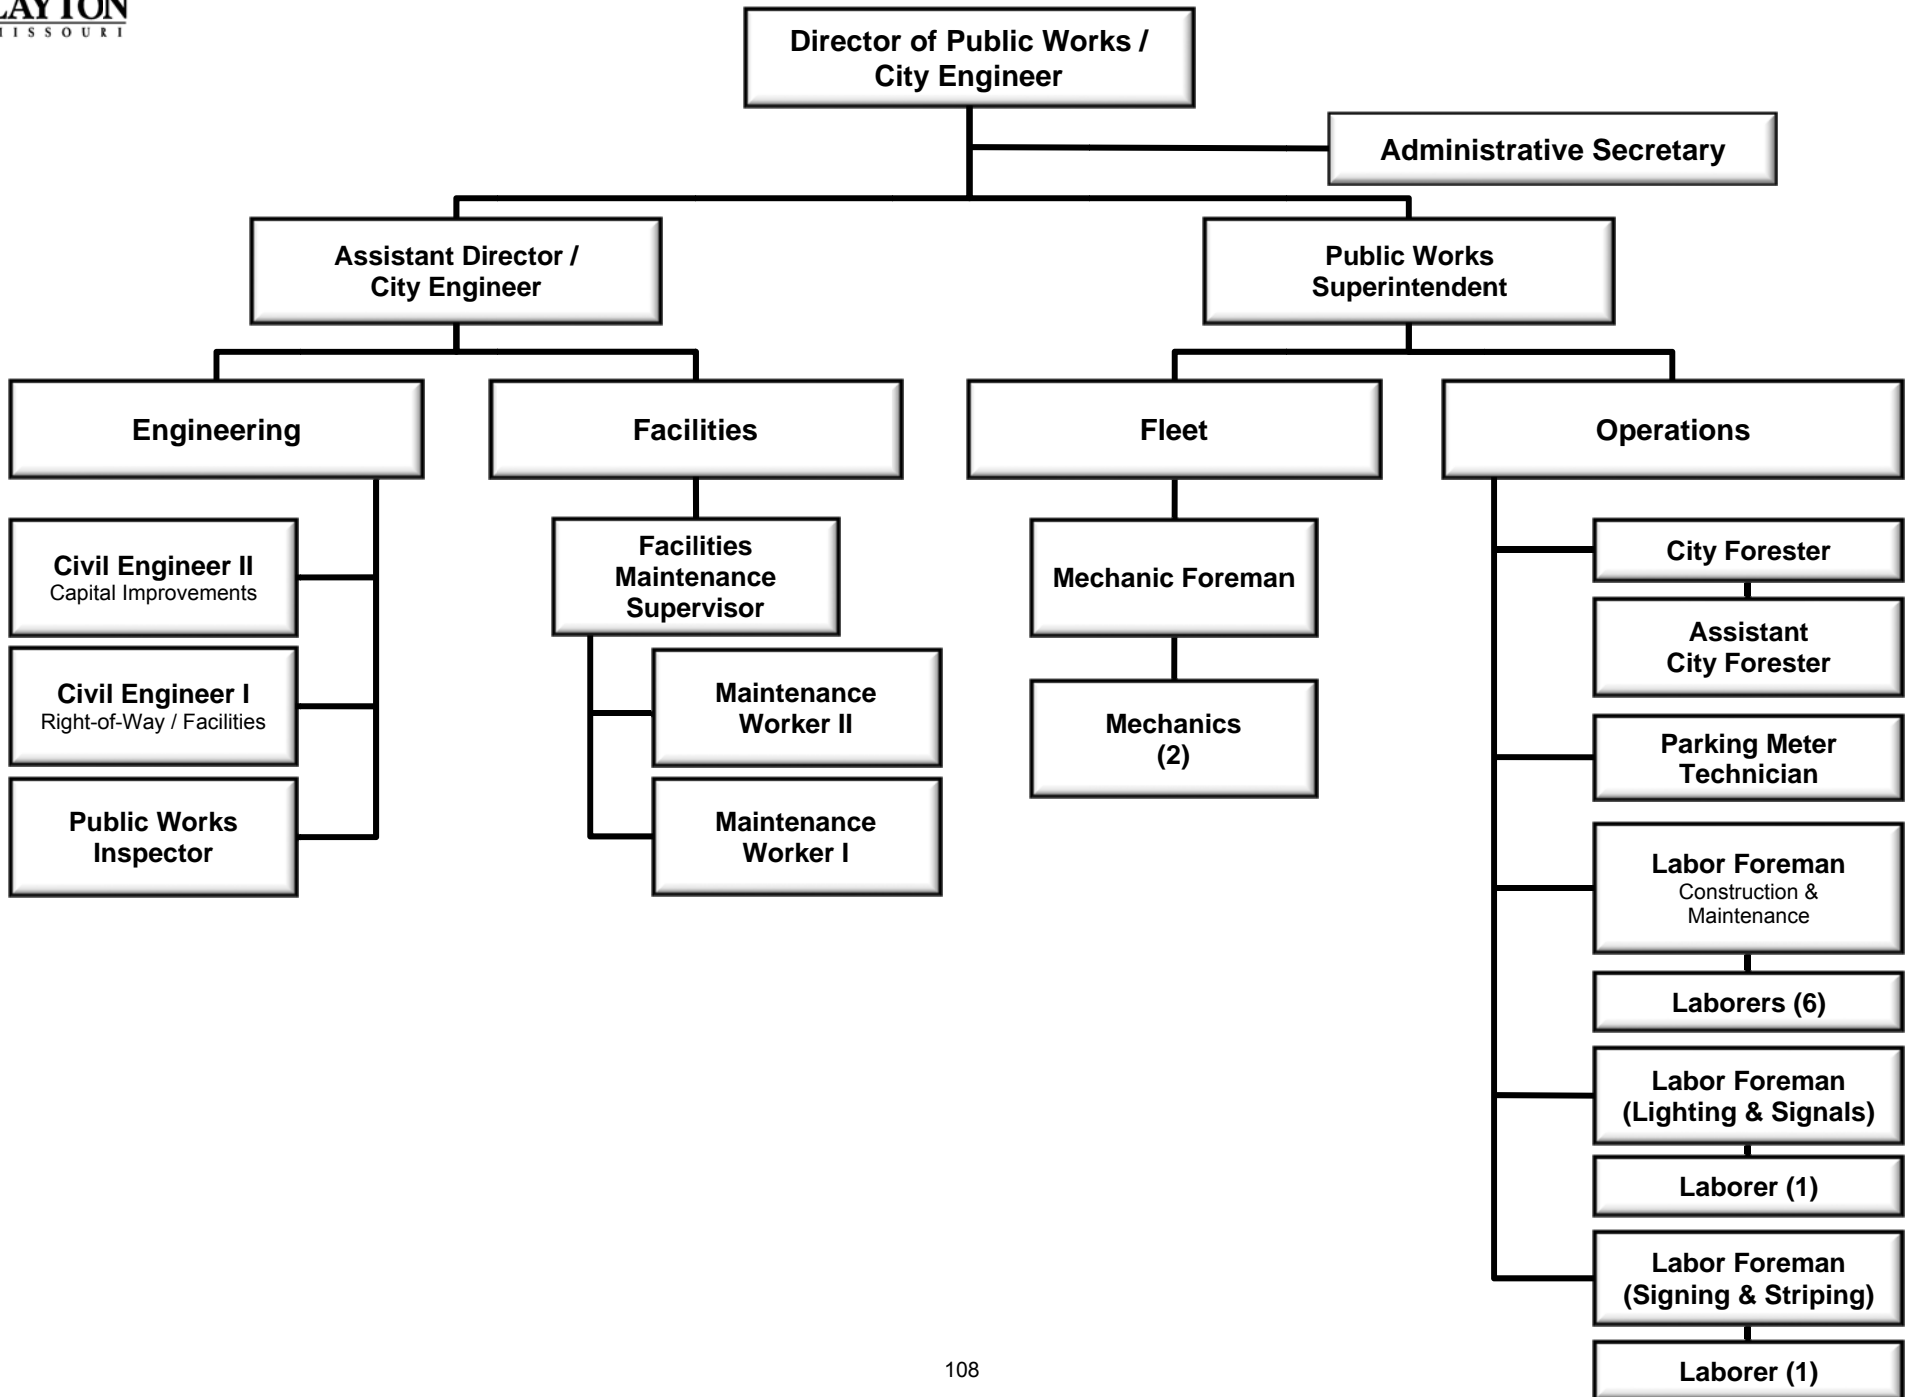 MISSOURI
Director of Public Works /
City Engineer
Administrative Secretary
Assistant Director /
City Engineer
Public Works
Superintendent
Engineering
Facilities
Fleet
Operations
Civil Engineer II
Capital Improvements
Civil Engineer I
Right-of-Way / Facilities
Public Works
Inspector
Facilities
Maintenance
Supervisor
Maintenance
Worker II
Maintenance
Worker I
Mechanic Foreman
Mechanics
(2)
City Forester
Assistant
City Forester
Parking Meter
Technician
Labor Foreman
Construction &
Maintenance
Laborers (6)
Labor Foreman
(Lighting & Signals)
Laborer (1)
Labor Foreman
(Signing & Striping)
Laborer (1)
108